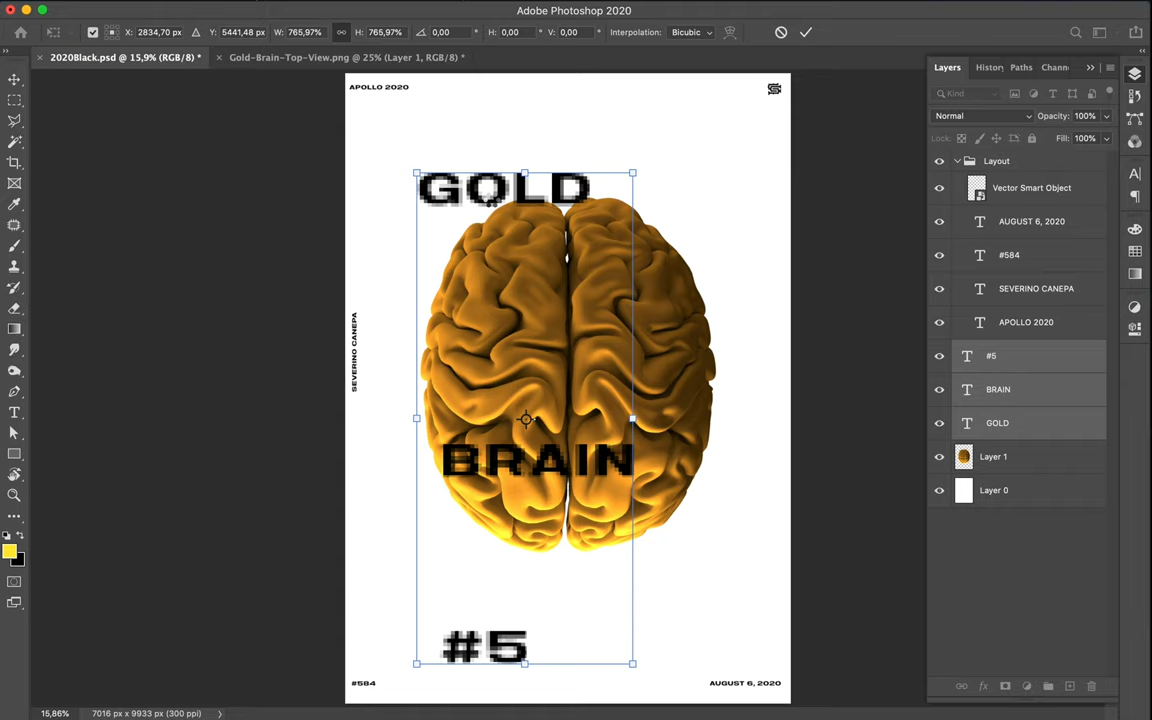 Adobe Photoshop 2020
X: 2834,70 px Y: 5441,48 px W: 765,97% H: 765,97% 0,00 H: 0,00 V: 0,00 Interpolation: Bicubic
2020Black.psd @ 15,9% (RGB/8) * Gold-Brain-Top-View.png @ 25% (Layer 1, RGB/8) *
Layers Histor Paths Chann
Kind
Normal Opacity: 100%
Lock: Fill: 100%
Layout
Vector Smart Object
AUGUST 6, 2020
#584
SEVERINO CANEPA
APOLLO 2020
#5
BRAIN
GOLD
Layer 1
Layer 0
APOLLO 2020
GOLD
SEVERINO CANEPA
BRAIN
#5
#584 AUGUST 6, 2020
15,86% 7016 px x 9933 px (300 ppi)